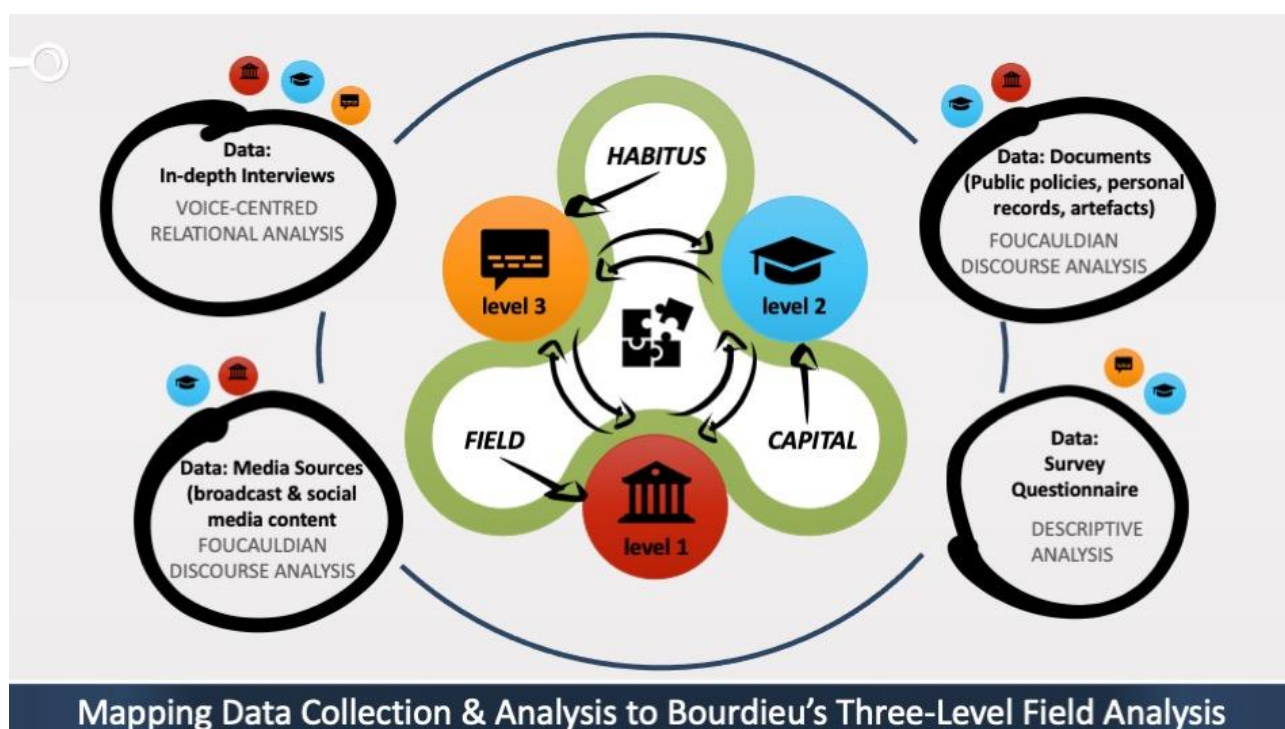 Data:
In-depth Interviews
VOICE-CENTRED
RELATIONAL ANALYSIS
HABITUS
Data: Documents
(Public policies, personal
records, artefacts)
FOUCAULDIAN
DISCOURSE ANALYSIS
level 3
level 2
Data: Media Sources
(broadcast & social
media content
FOUCAULDIAN
DISCOURSE ANALYSIS
FIELD
CAPITAL
level 1
Data:
Survey
Questionnaire
DESCRIPTIVE
ANALYSIS
Mapping Data Collection & Analysis to Bourdieu's Three-Level Field Analysis